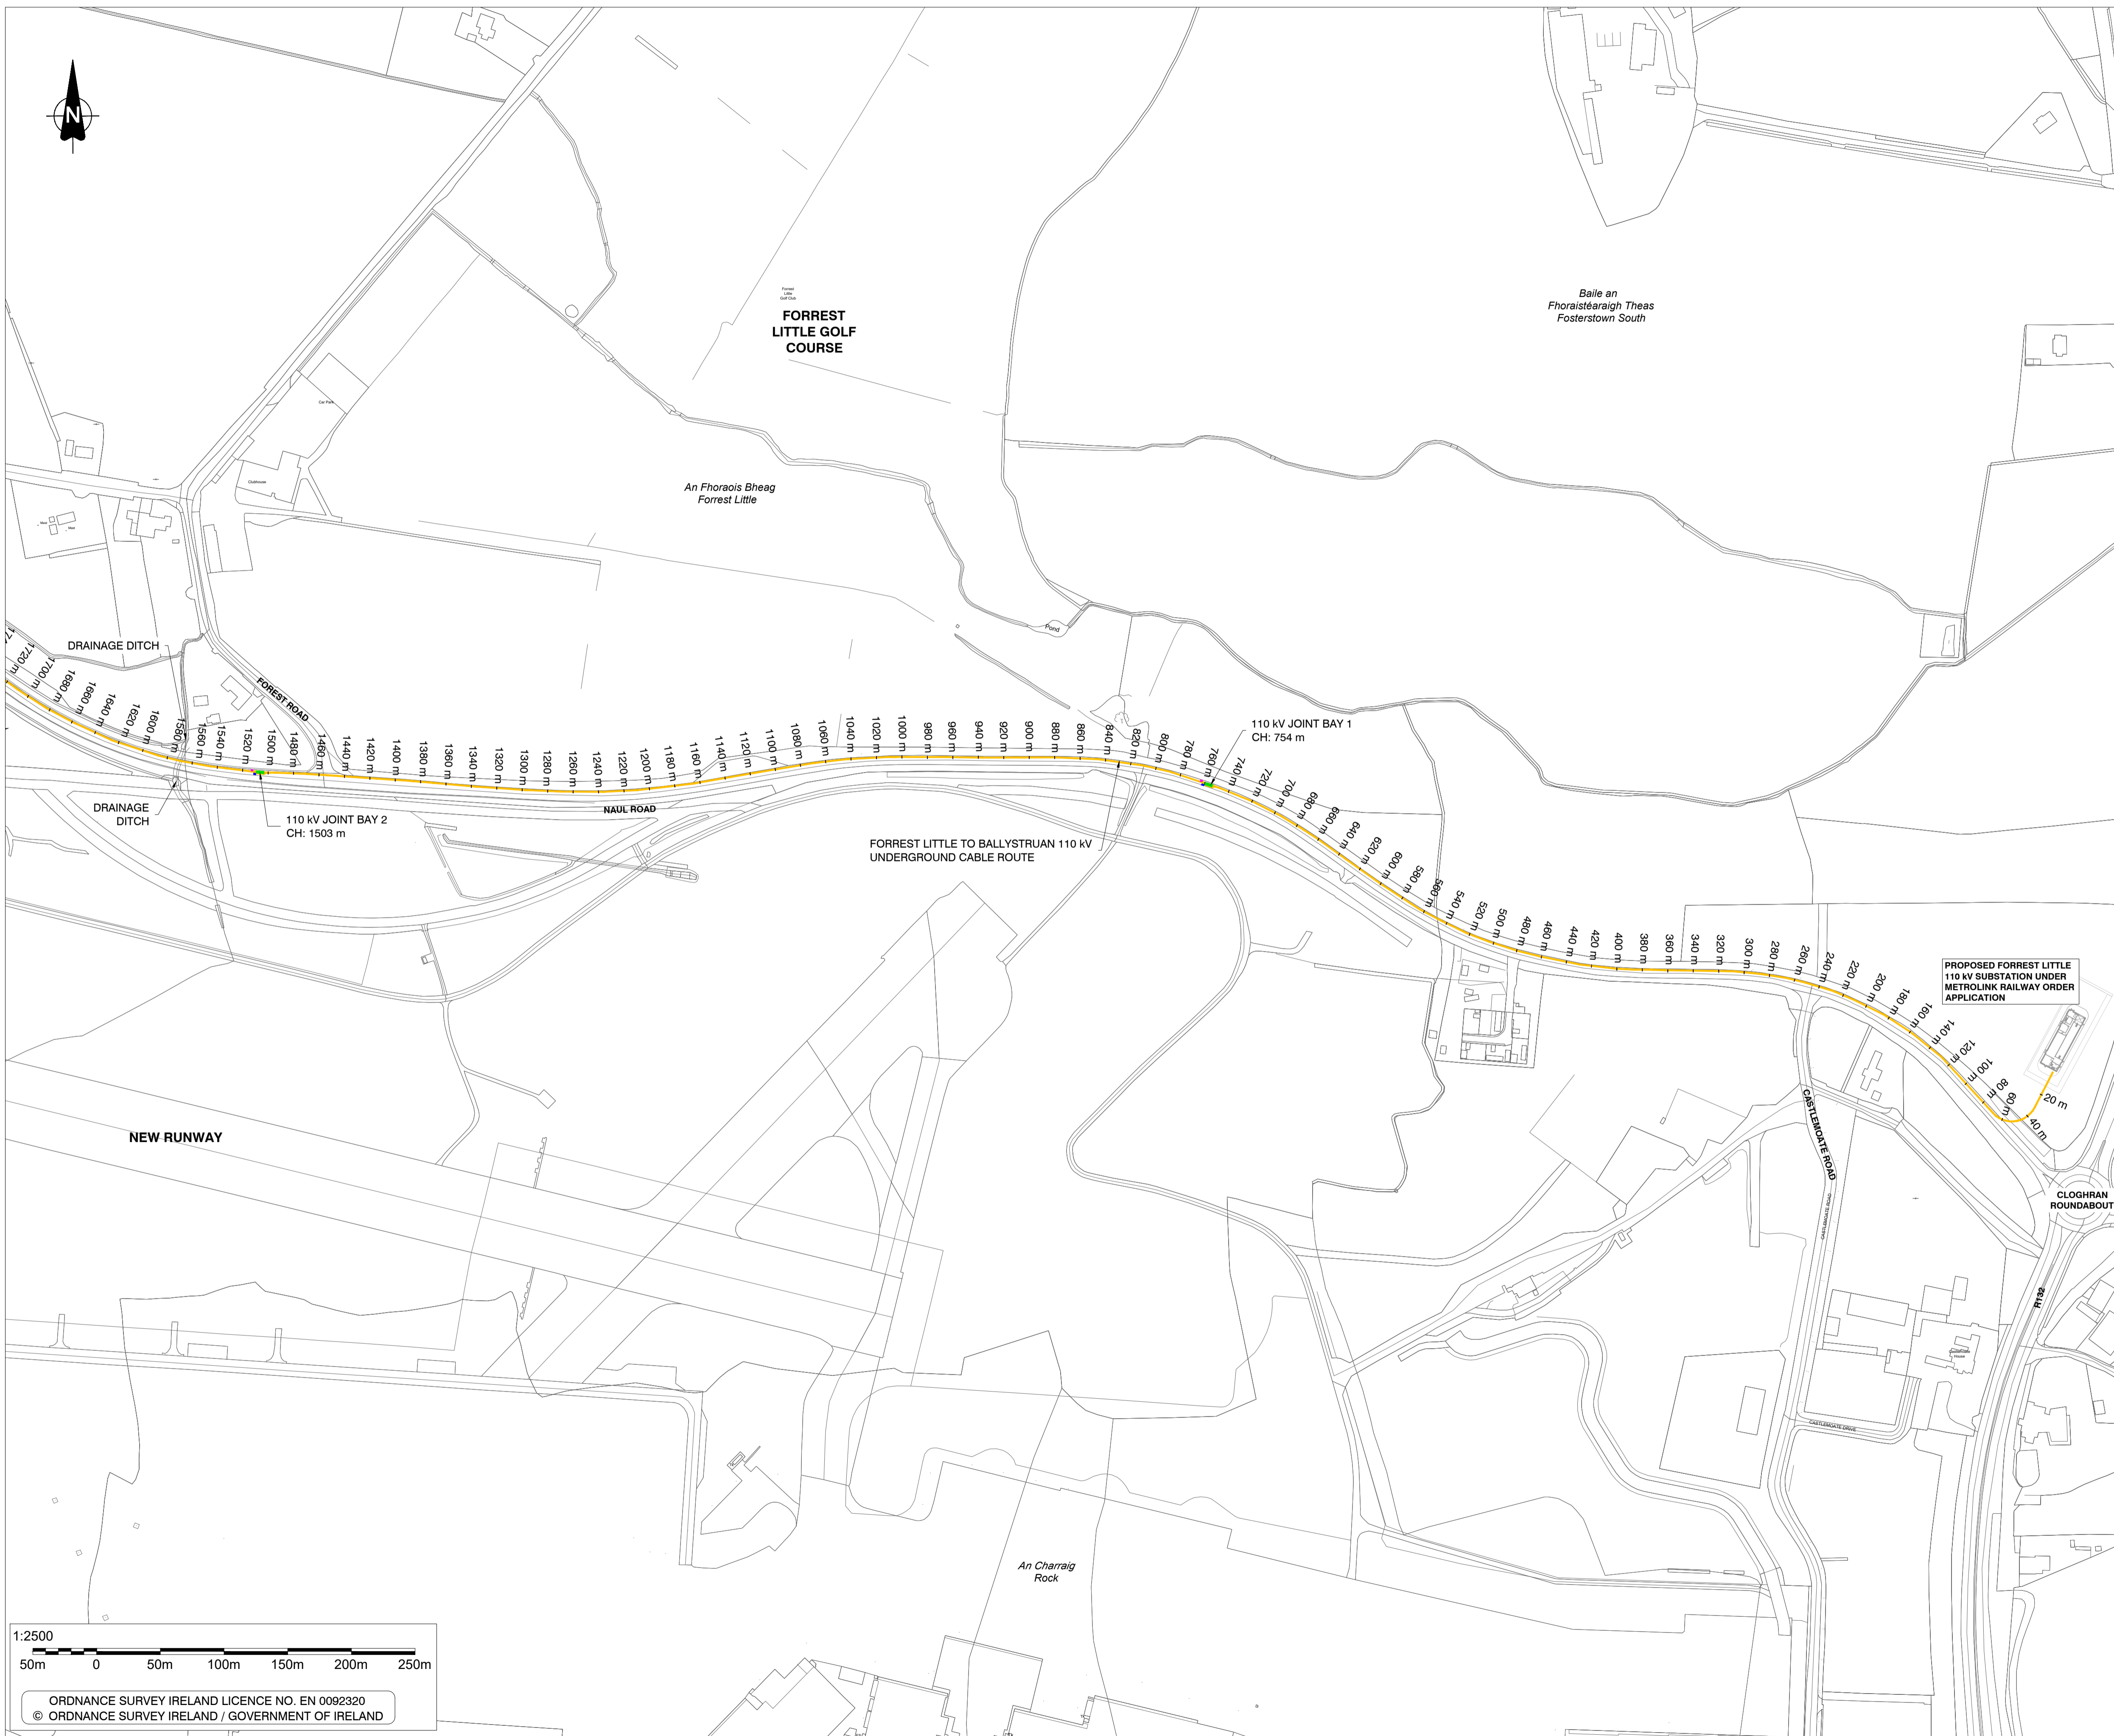 N
Forrest
Little
Golf Club
FORREST
LITTLE GOLF
COURSE
Baile an
Fhoraistéaraigh Theas
Fosterstown South
Car Park
Clubhouse
An Fhoraois Bheag
Forrest Little
Mast
Mast
Pond
DRAINAGE DITCH
FOREST ROAD
1720 m
1700 m
1680 m
1660 m
1640 m
1620 m
1600 m
1580 m
1560 m
1540 m
1520 m
1500 m
1480 m
1460 m
1440 m
1420 m
1400 m
1380 m
1360 m
1340 m
1320 m
1300 m
1280 m
1260 m
1240 m
1220 m
1200 m
1180 m
1160 m
1140 m
1120 m
1100 m
1080 m
1060 m
1040 m
1020 m
1000 m
980 m
960 m
940 m
920 m
900 m
880 m
860 m
840 m
820 m
800 m
780 m
760 m
740 m
720 m
700 m
680 m
660 m
640 m
620 m
600 m
580 m
560 m
540 m
520 m
500 m
480 m
460 m
440 m
420 m
400 m
380 m
360 m
340 m
320 m
300 m
280 m
260 m
240 m
220 m
200 m
180 m
160 m
140 m
120 m
100 m
80 m
60 m
40 m
20 m
110 kV JOINT BAY 1
CH: 754 m
DRAINAGE
DITCH
110 kV JOINT BAY 2
CH: 1503 m
NAUL ROAD
FORREST LITTLE TO BALLYSTRUAN 110 kV
UNDERGROUND CABLE ROUTE
PROPOSED FORREST LITTLE
110 kV SUBSTATION UNDER
METROLINK RAILWAY ORDER
APPLICATION
NEW RUNWAY
CASTLEMOATE ROAD
CASTLEMOATE ROAD
CLOGHRAN
ROUNDABOUT
R132
House
CASTLEMOATE DRIVE
An Charraig
Rock
1:2500
50m 0 50m 100m 150m 200m 250m
ORDNANCE SURVEY IRELAND LICENCE NO. EN 0092320
© ORDNANCE SURVEY IRELAND / GOVERNMENT OF IRELAND